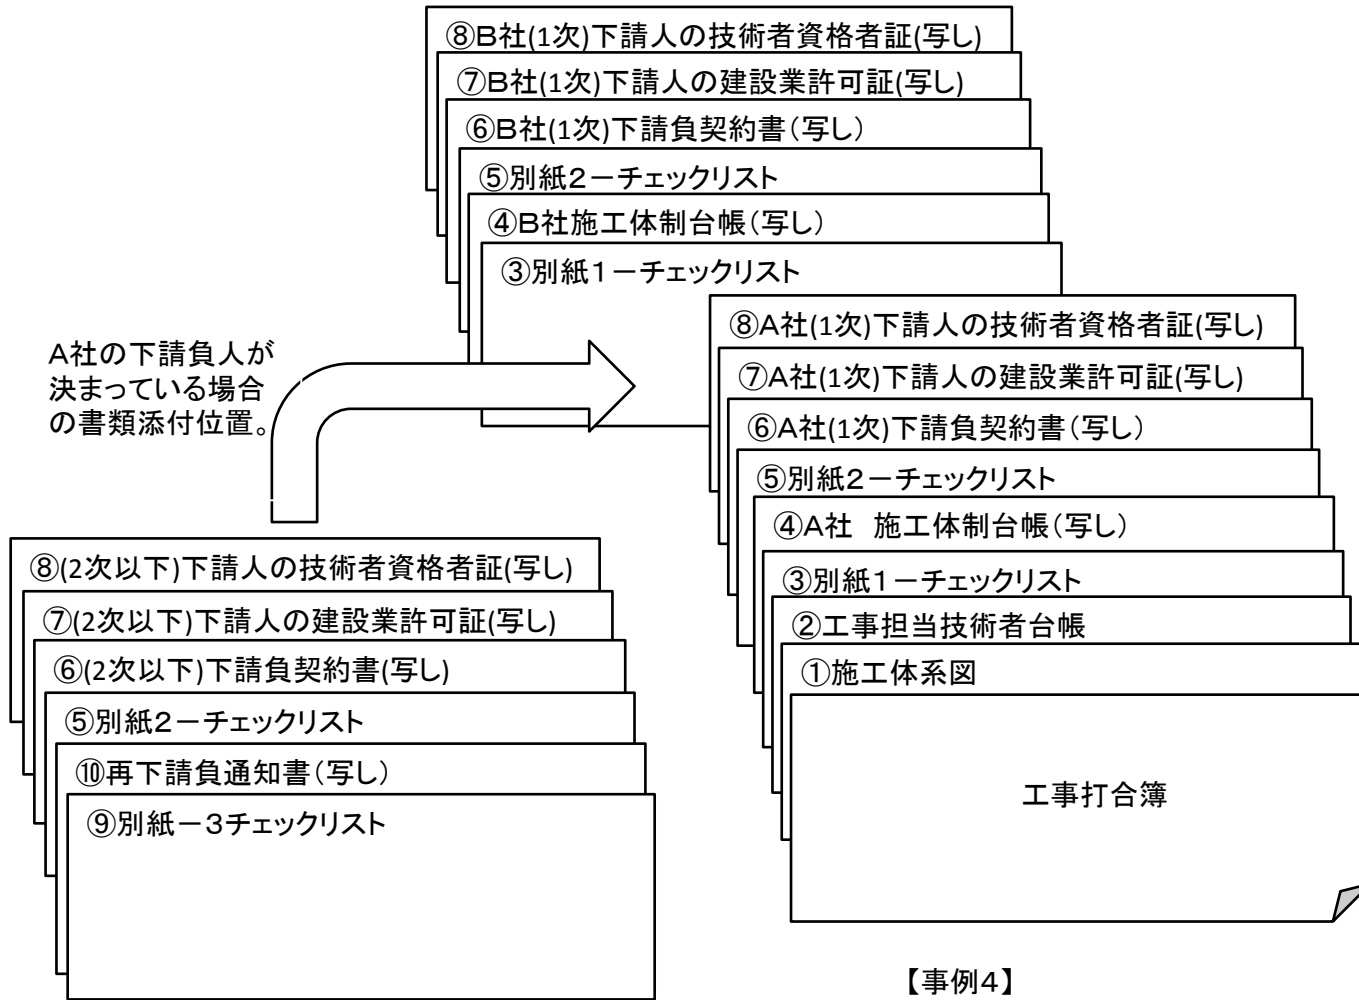 ⑧B社(1次)下請人の技術者資格者証(写し)
⑦B社(1次)下請人の建設業許可証(写し)
⑥B社(1次)下請負契約書(写し)
⑤別紙2-チェックリスト
④B社施工体制台帳(写し)
③別紙1-チェックリスト
⑧A社(1次)下請人の技術者資格者証(写し)
⑦A社(1次)下請人の建設業許可証(写し)
⑥A社(1次)下請負契約書(写し)
⑤別紙2-チェックリスト
④A社 施工体制台帳(写し)
③別紙1-チェックリスト
②工事担当技術者台帳
①施工体系図
工事打合簿
A社の下請負人が
決まっている場合
の書類添付位置。
⑧(2次以下)下請人の技術者資格者証(写し)
⑦(2次以下)下請人の建設業許可証(写し)
⑥(2次以下)下請負契約書(写し)
⑤別紙2-チェックリスト
⑩再下請負通知書(写し)
⑨別紙-3チェックリスト
【事例4】